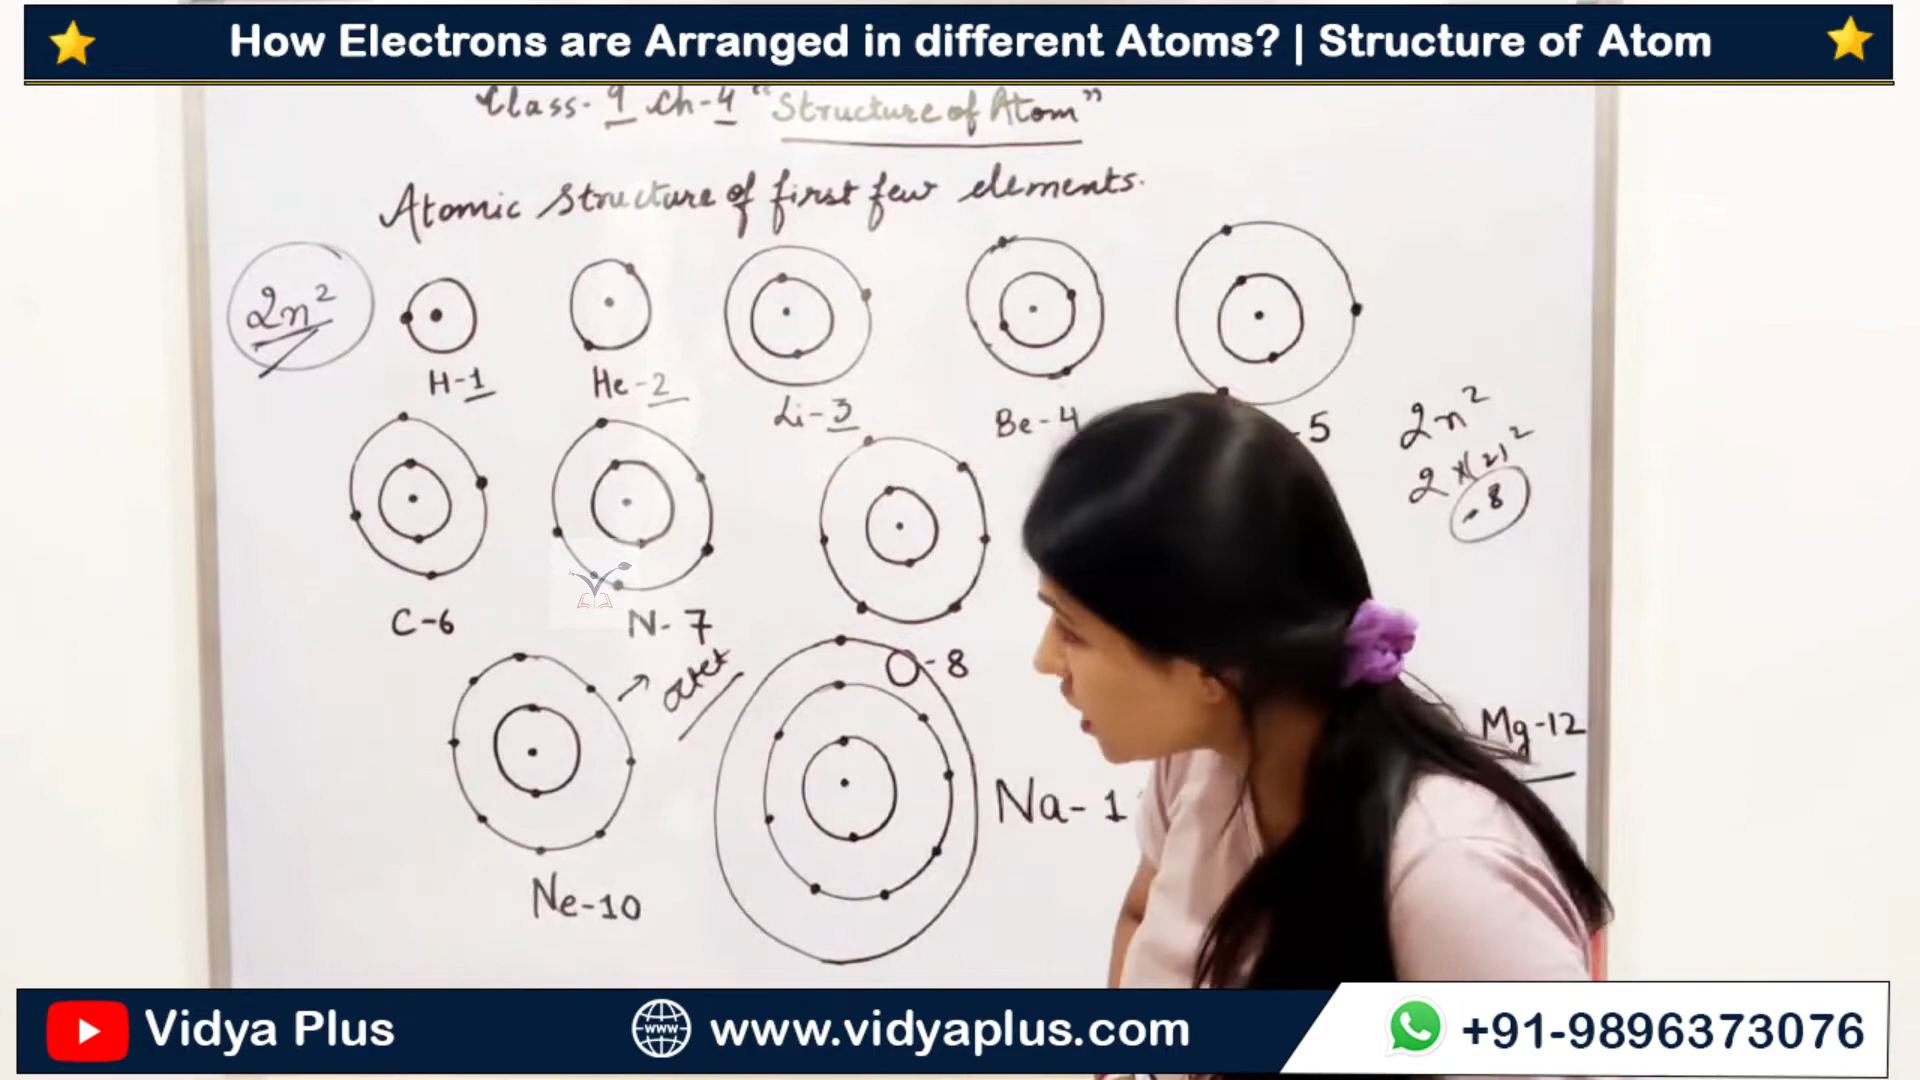 How Electrons are Arranged in different Atoms? | Structure of Atom
Class-9 Ch-4 "Structure of Atom"
Atomic Structure of first few elements.
2n²
H-1
He-2
Li-3
Be-4
-5
2n²
2×(2)²
8
C-6
N-7
O-8
octet
Mg-12
Ne-10
Na-1
Vidya Plus
www.vidyaplus.com
+91-9896373076